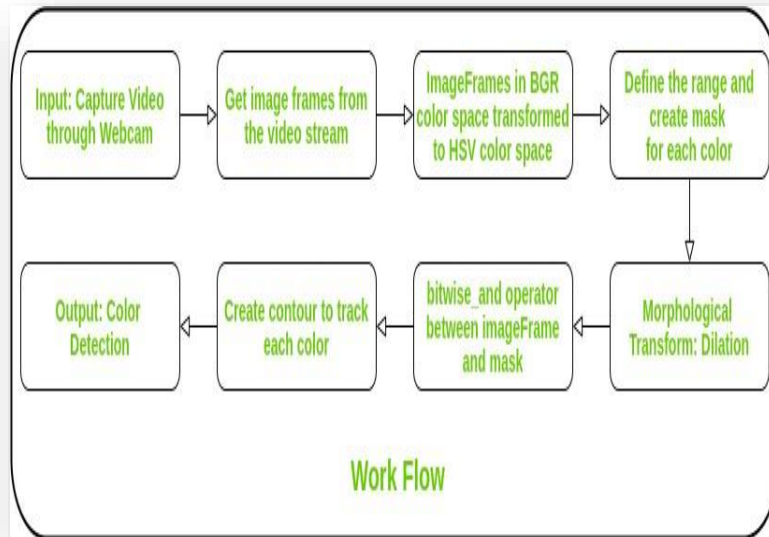 Input: Capture Video
through Webcam
Get image frames from
the video stream
ImageFrames in BGR
color space transformed
to HSV color space
Define the range and
create mask
for each color
Morphological
Transform: Dilation
bitwise_and operator
between imageFrame
and mask
Create contour to track
each color
Output: Color
Detection
Work Flow